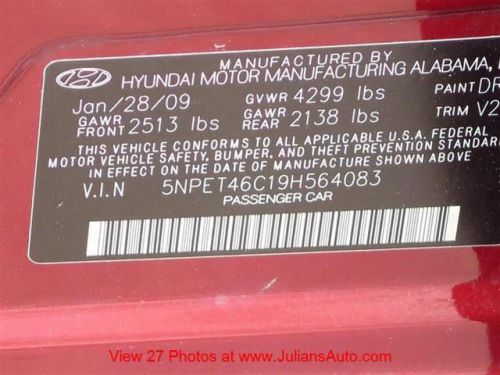 MANUFACTURED BY
HYUNDAI MOTOR MANUFACTURING ALABAMA,
Jan/28/09 GVWR 4299 lbs PAINT DR
GAWR FRONT 2513 lbs GAWR REAR 2138 lbs TRIM V2
THIS VEHICLE CONFORMS TO ALL APPLICABLE U.S.A. FEDERAL
MOTOR VEHICLE SAFETY, BUMPER, AND THEFT PREVENTION STANDARD
IN EFFECT ON THE DATE OF MANUFACTURE SHOWN ABOVE.
V.I.N 5NPET46C19H564083
PASSENGER CAR
View 27 Pics at www.JuliansAuto.com